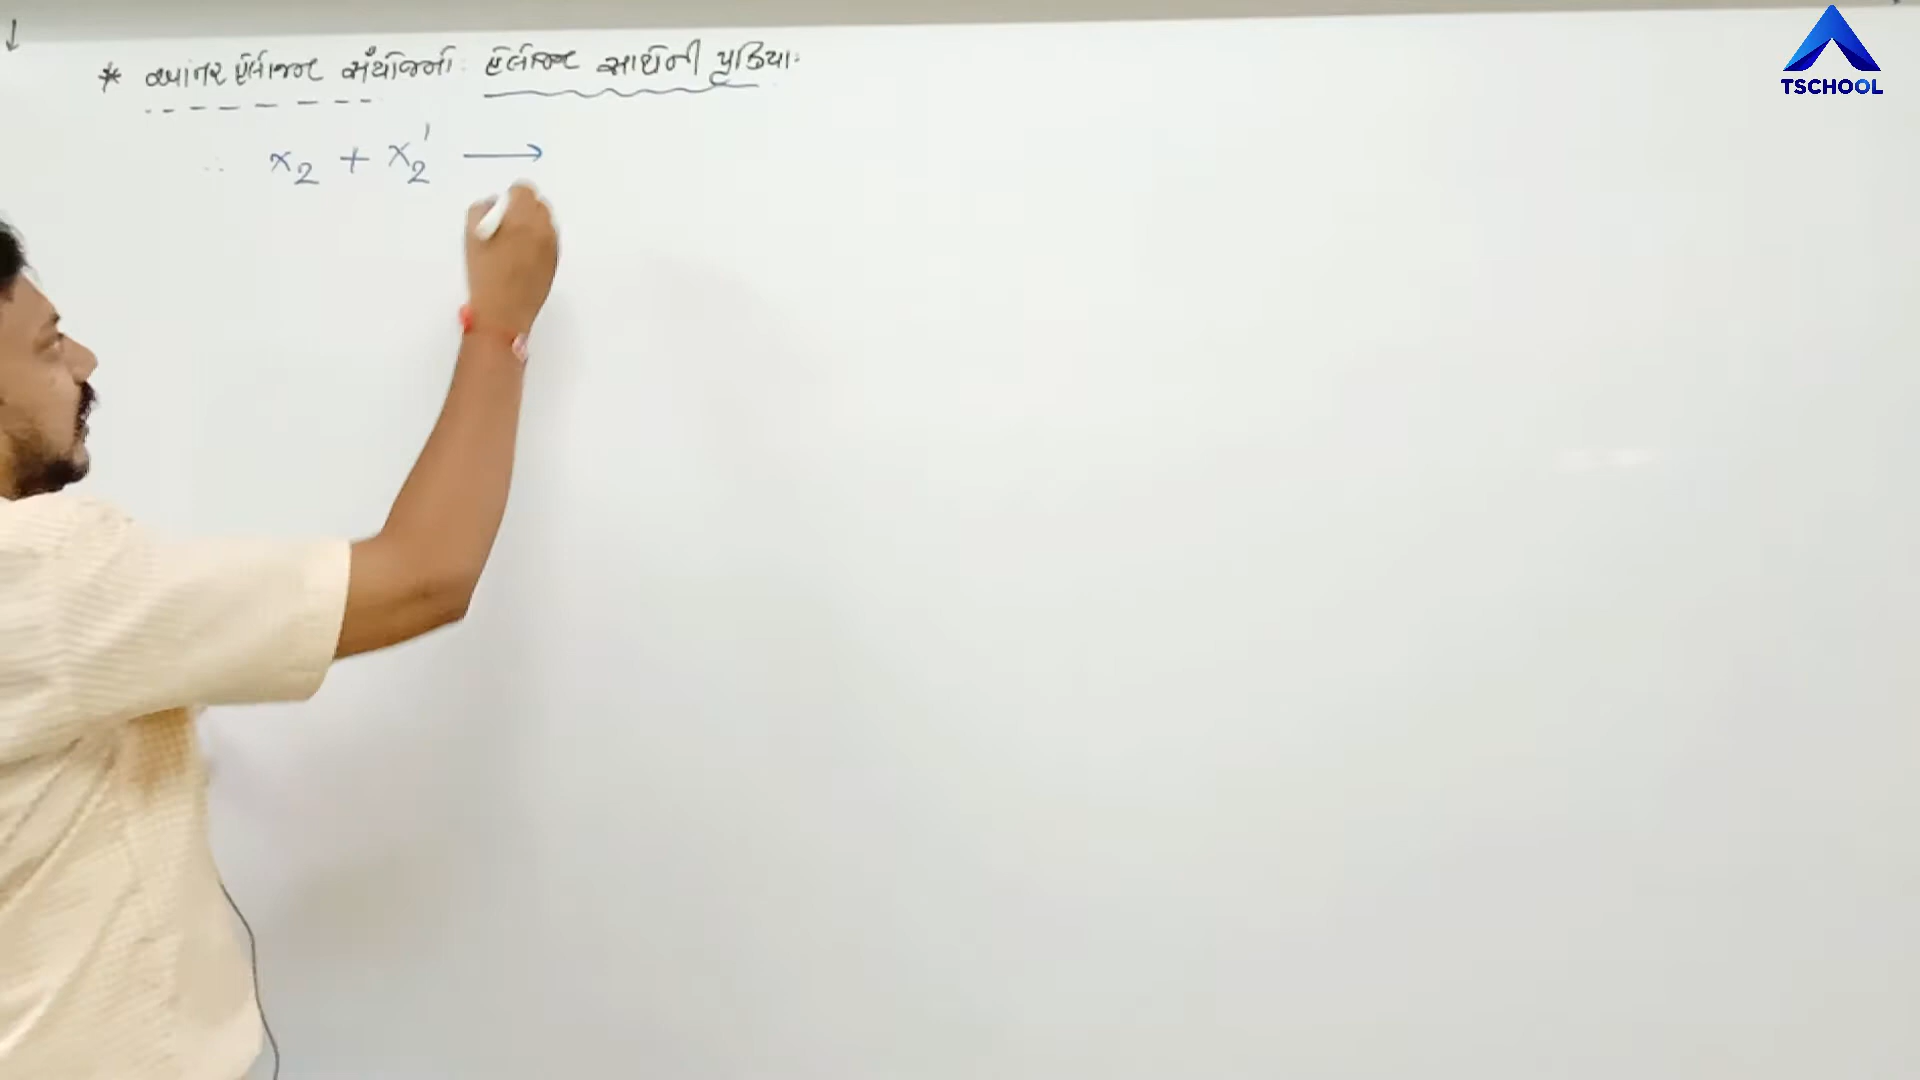 * આંતર હેલોજન સંયોજનો: હેલોજન સાથેની પ્રક્રિયા:
x₂ + x₂' ⟶
TSCHOOL